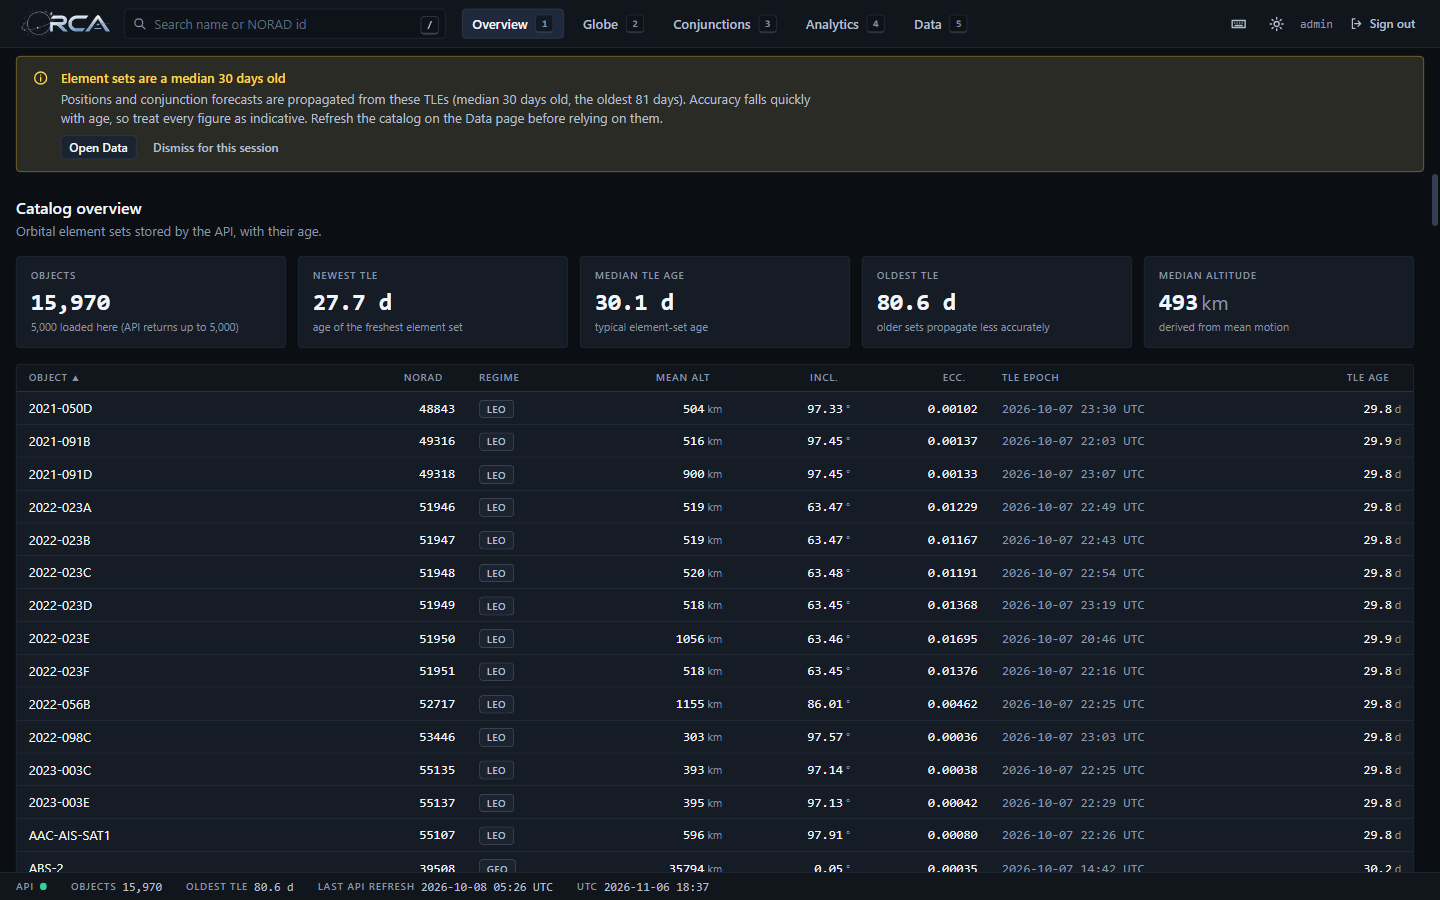 ORCA
Search name or NORAD id /
Overview 1 Globe 2 Conjunctions 3 Analytics 4 Data 5
admin Sign out
Element sets are a median 30 days old
Positions and conjunction forecasts are propagated from these TLEs (median 30 days old, the oldest 81 days). Accuracy falls quickly
with age, so treat every figure as indicative. Refresh the catalog on the Data page before relying on them.
Open Data Dismiss for this session
Catalog overview
Orbital element sets stored by the API, with their age.
OBJECTS
15,970
5,000 loaded here (API returns up to 5,000)
NEWEST TLE
27.7 d
age of the freshest element set
MEDIAN TLE AGE
30.1 d
typical element-set age
OLDEST TLE
80.6 d
older sets propagate less accurately
MEDIAN ALTITUDE
493 km
derived from mean motion
OBJECT ▲ NORAD REGIME MEAN ALT INCL. ECC. TLE EPOCH TLE AGE
2021-050D 48843 LEO 504 km 97.33 ° 0.00102 2026-10-07 23:30 UTC 29.8 d
2021-091B 49316 LEO 516 km 97.45 ° 0.00137 2026-10-07 22:03 UTC 29.9 d
2021-091D 49318 LEO 900 km 97.45 ° 0.00133 2026-10-07 23:07 UTC 29.8 d
2022-023A 51946 LEO 519 km 63.47 ° 0.01229 2026-10-07 22:49 UTC 29.8 d
2022-023B 51947 LEO 519 km 63.47 ° 0.01167 2026-10-07 22:43 UTC 29.8 d
2022-023C 51948 LEO 520 km 63.48 ° 0.01191 2026-10-07 22:54 UTC 29.8 d
2022-023D 51949 LEO 518 km 63.45 ° 0.01368 2026-10-07 23:19 UTC 29.8 d
2022-023E 51950 LEO 1056 km 63.46 ° 0.01695 2026-10-07 20:46 UTC 29.9 d
2022-023F 51951 LEO 518 km 63.45 ° 0.01376 2026-10-07 22:16 UTC 29.8 d
2022-056B 52717 LEO 1155 km 86.01 ° 0.00462 2026-10-07 22:25 UTC 29.8 d
2022-098C 53446 LEO 303 km 97.57 ° 0.00036 2026-10-07 23:03 UTC 29.8 d
2023-003C 55135 LEO 393 km 97.14 ° 0.00038 2026-10-07 22:25 UTC 29.8 d
2023-003E 55137 LEO 395 km 97.13 ° 0.00042 2026-10-07 22:29 UTC 29.8 d
AAC-AIS-SAT1 55107 LEO 596 km 97.91 ° 0.00080 2026-10-07 22:26 UTC 29.8 d
ABS-2 39508 GEO 35794 km 0.05 ° 0.00035 2026-10-07 14:42 UTC 30.2 d
API OBJECTS 15,970 OLDEST TLE 80.6 d LAST API REFRESH 2026-10-08 05:26 UTC UTC 2026-11-06 18:37